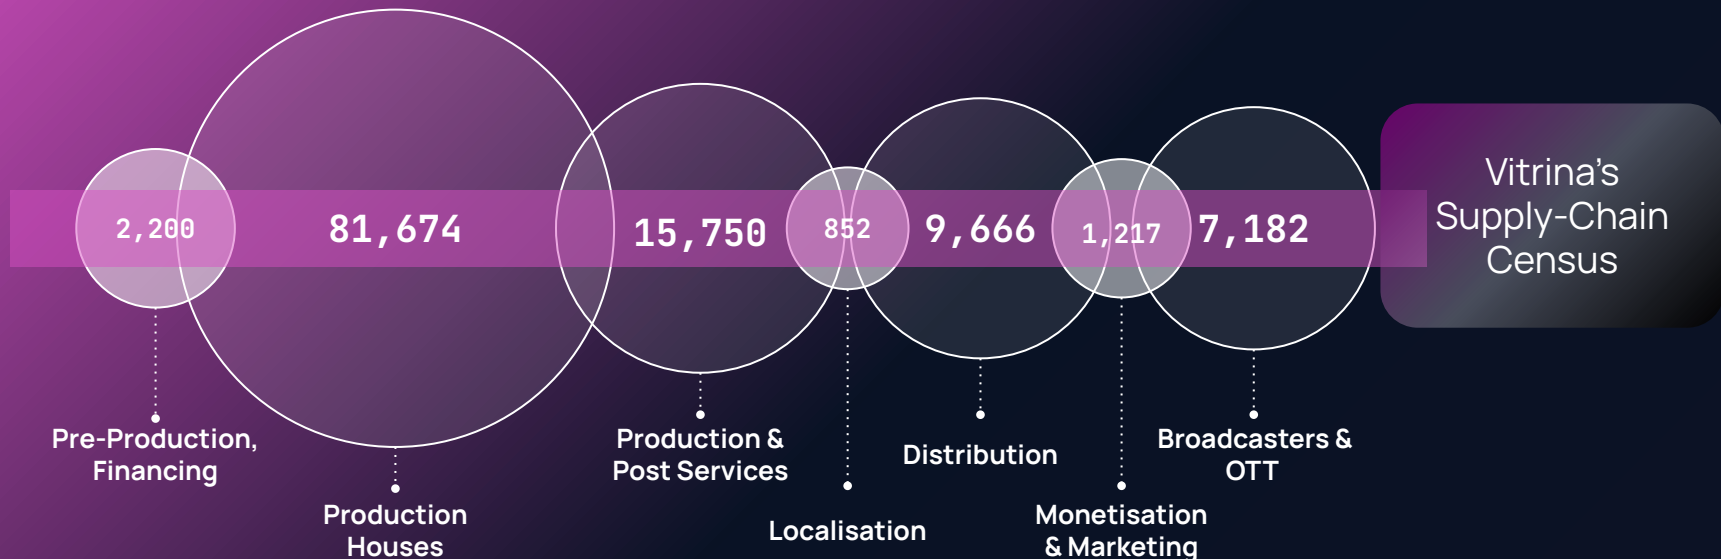 2,200
81,674
15,750
852
9,666
1,217
7,182
Vitrina’s
Supply-Chain
Census
Pre-Production,
Financing
Production
Houses
Production &
Post Services
Localisation
Distribution
Monetisation
& Marketing
Broadcasters &
OTT